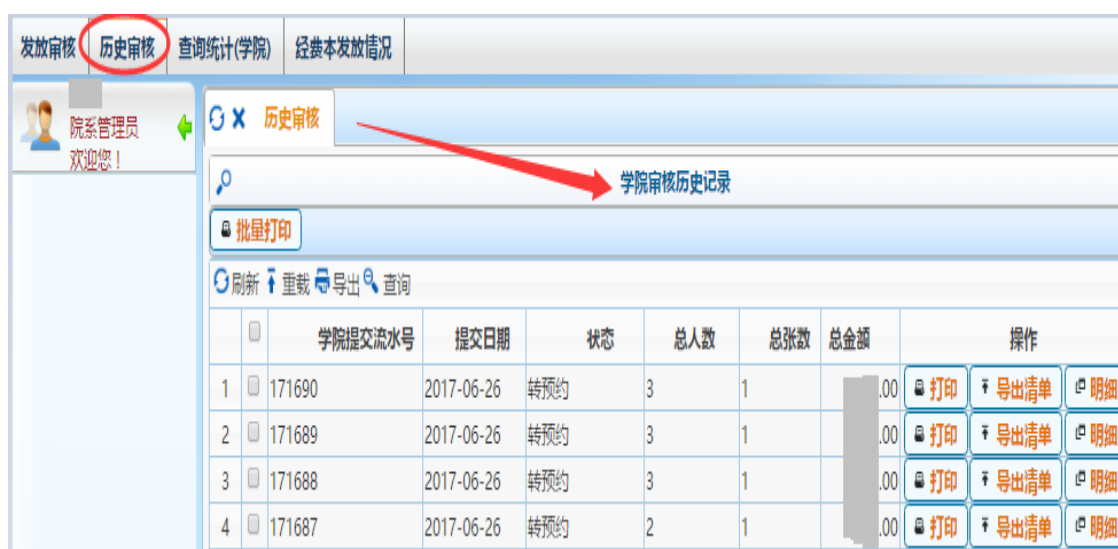 发放审核 历史审核 查询统计(学院) 经费本发放情况
院系管理员
欢迎您！
历史审核
学院审核历史记录
批量打印
刷新 重载 导出 查询
学院提交流水号 提交日期 状态 总人数 总张数 总金额 操作
1 171690 2017-06-26 转预约 3 1 .00 打印 导出清单 明细
2 171689 2017-06-26 转预约 3 1 .00 打印 导出清单 明细
3 171688 2017-06-26 转预约 3 1 .00 打印 导出清单 明细
4 171687 2017-06-26 转预约 2 1 .00 打印 导出清单 明细